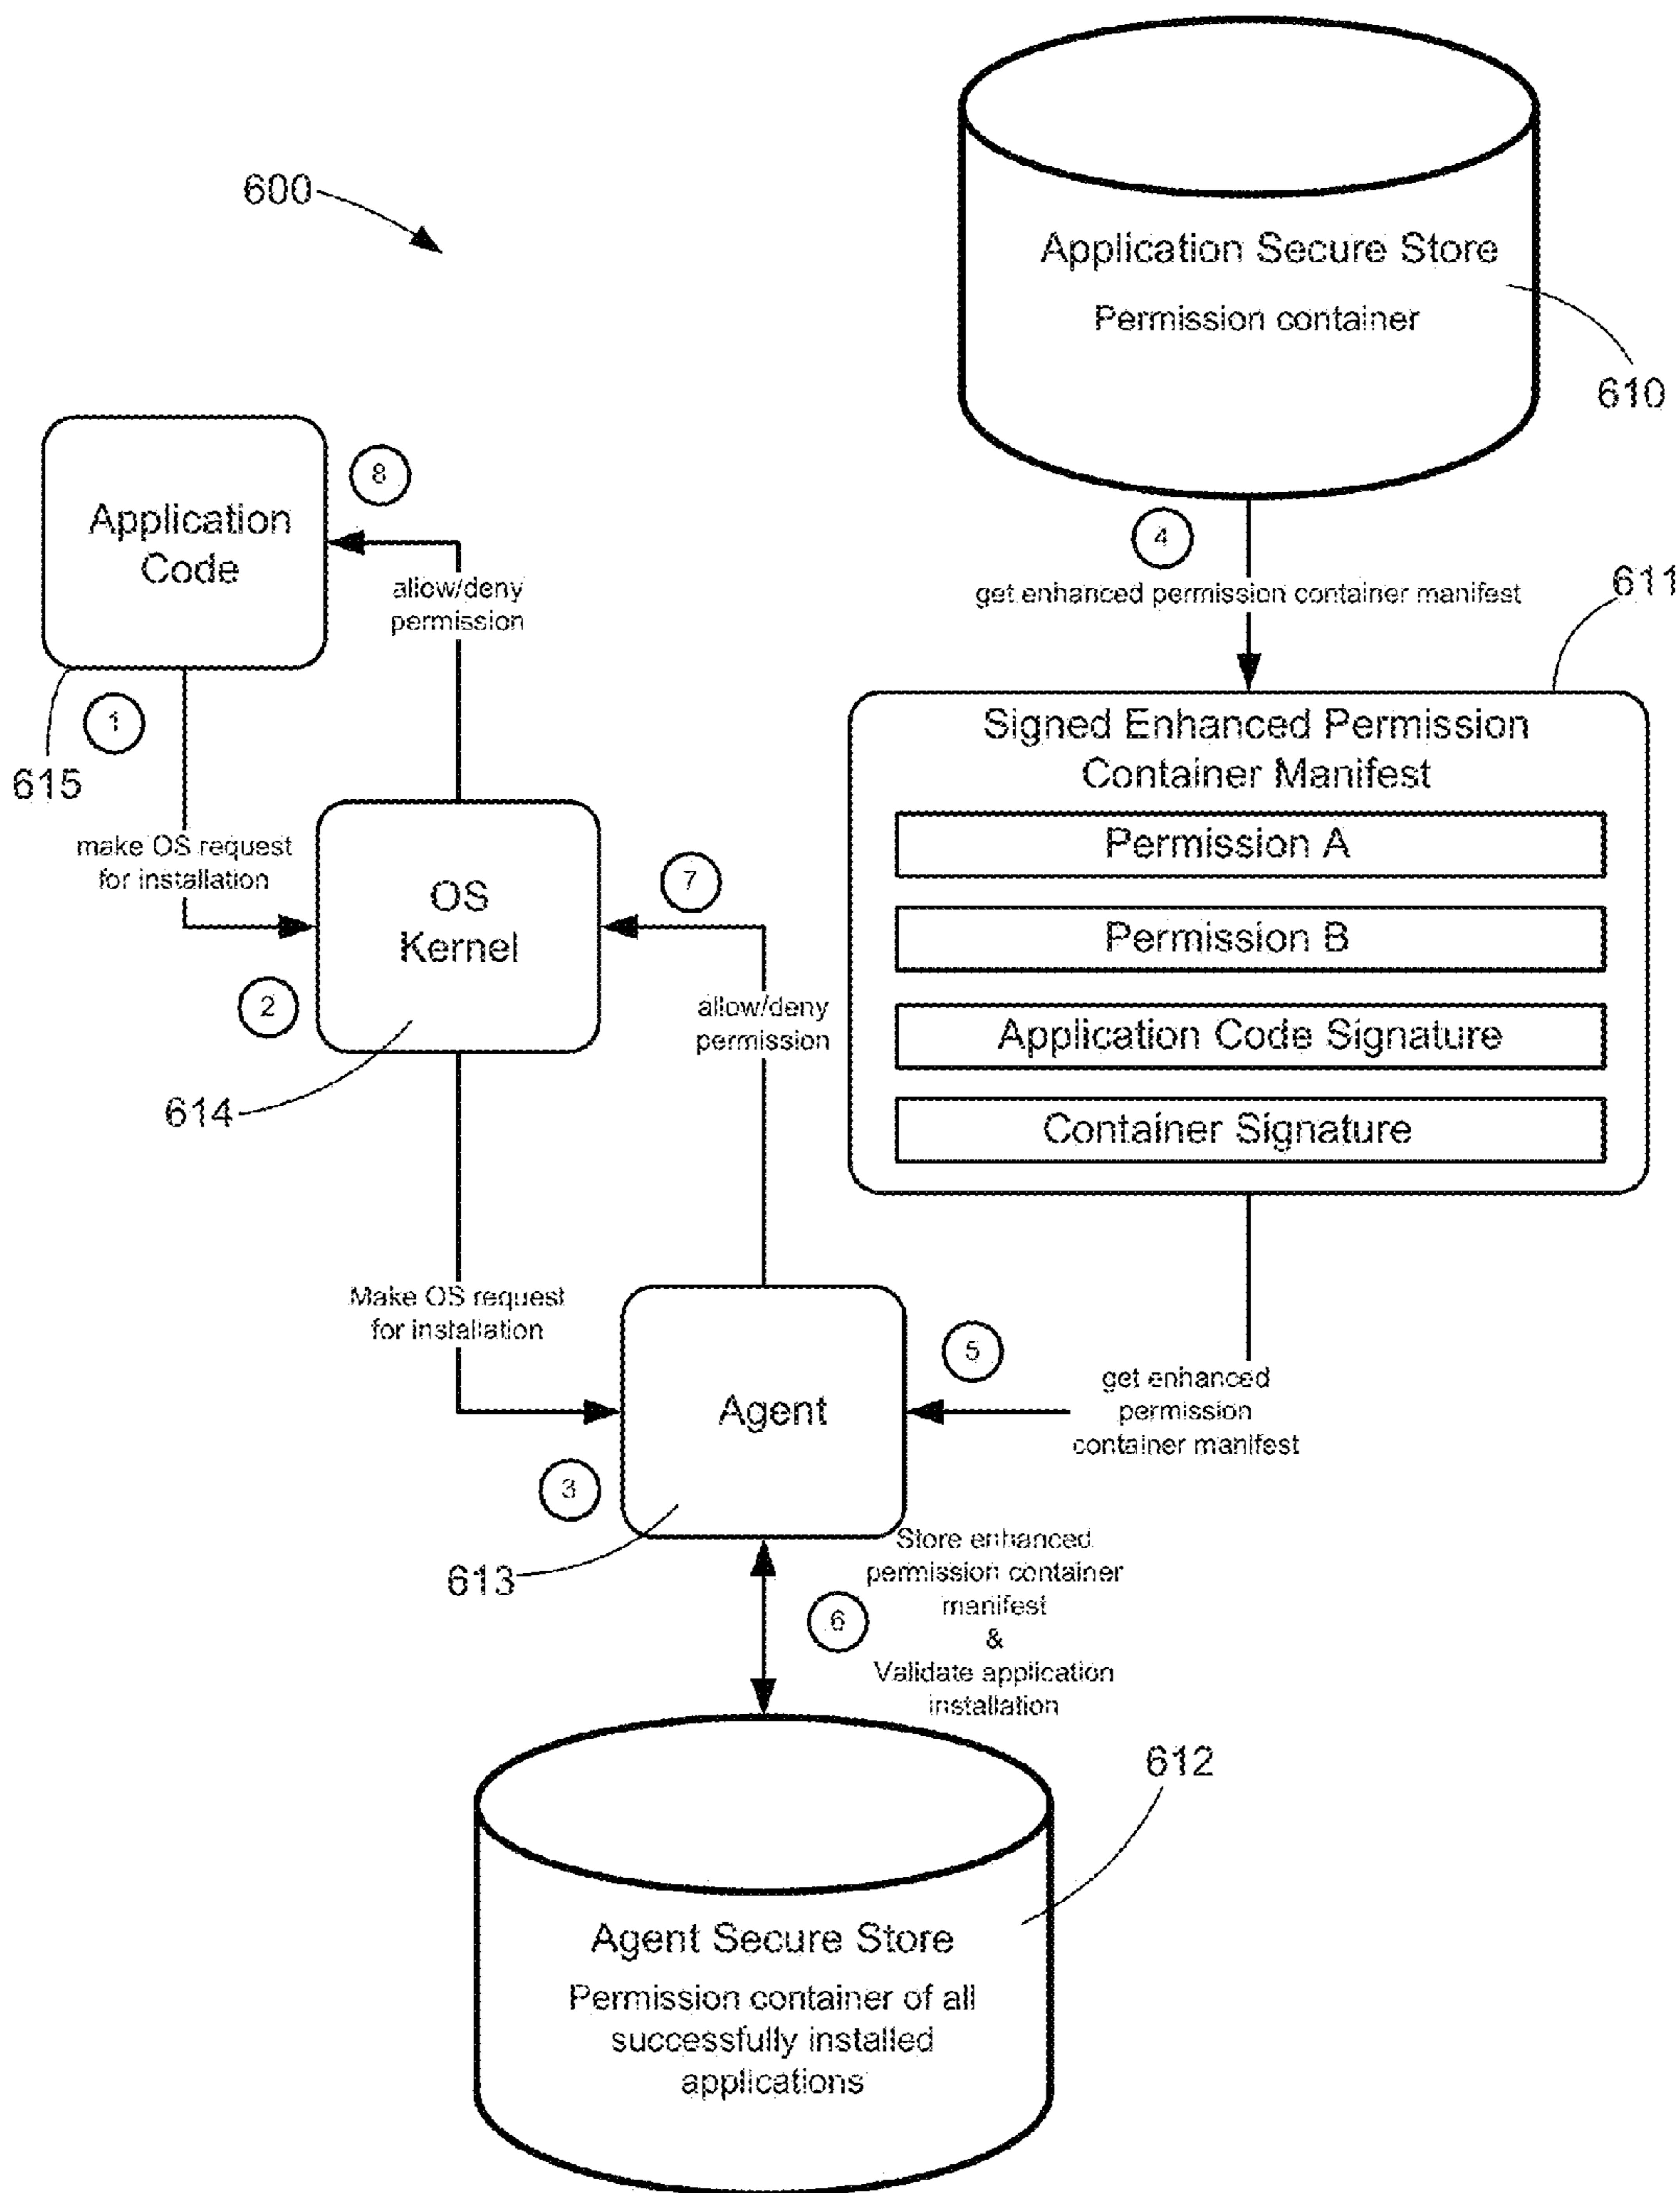 600
Application Secure Store
Permission container
610
Application
Code
8
allow/deny
permission
4
get enhanced permission container manifest
611
1
615
make OS request
for installation
Signed Enhanced Permission
Container Manifest
Permission A
Permission B
Application Code Signature
Container Signature
OS
Kernel
7
2
614
allow/deny
permission
Make OS request
for installation
Agent
5
get enhanced
permission
container manifest
3
613
6
Store enhanced
permission container
manifest
&
Validate application
installation
612
Agent Secure Store
Permission container of all
successfully installed
applications